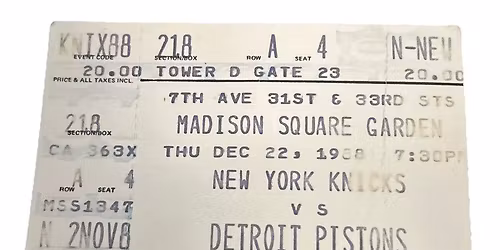 KNIX88 218 A 4 N-NEW
EVENT CODE SECTION/BOX ROW SEAT
20.00 TOWER D GATE 23 20.00
PRICE & ALL TAXES INCL.
7TH AVE 31ST & 33RD STS
218 MADISON SQUARE GARDEN
SECTION/BOX
CA 363X THU DEC 22, 1988 7:30PM
A 4 NEW YORK KNICKS
ROW SEAT
MSS1347 V S
N 2NOV8 DETROIT PISTONS